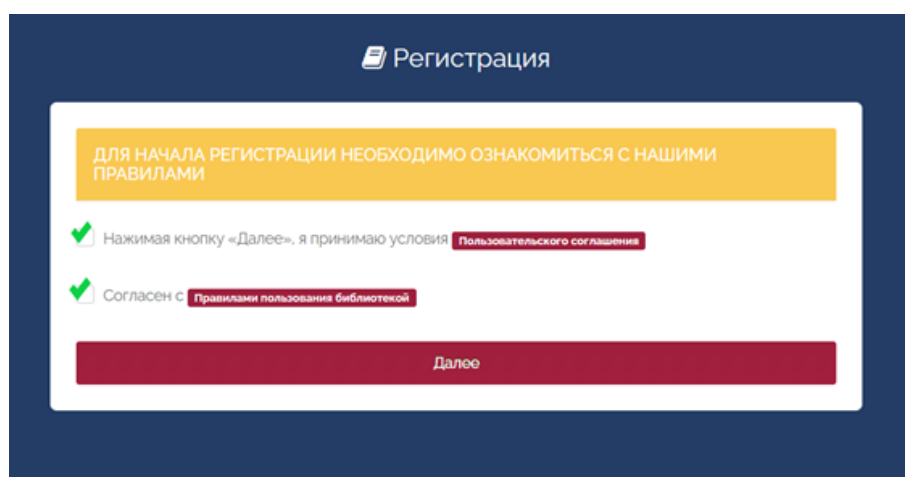 Регистрация
ДЛЯ НАЧАЛА РЕГИСТРАЦИИ НЕОБХОДИМО ОЗНАКОМИТЬСЯ С НАШИМИ
ПРАВИЛАМИ
Нажимая кнопку «Далее», я принимаю условия Пользовательского соглашения
Согласен с Правилами пользования библиотекой
Далее